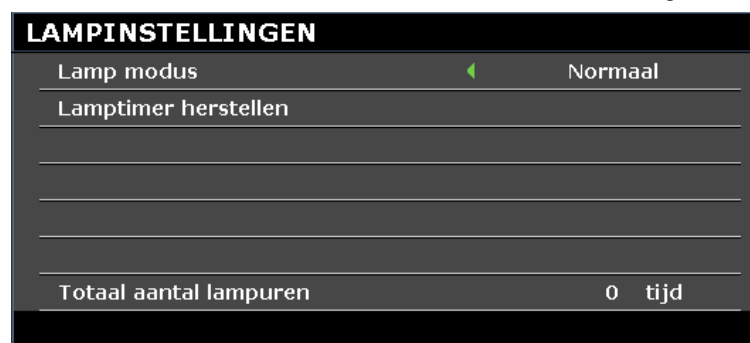 LAMPINSTELLINGEN
Lamp modus Normaal
Lamptimer herstellen
Totaal aantal lampuren 0 tijd